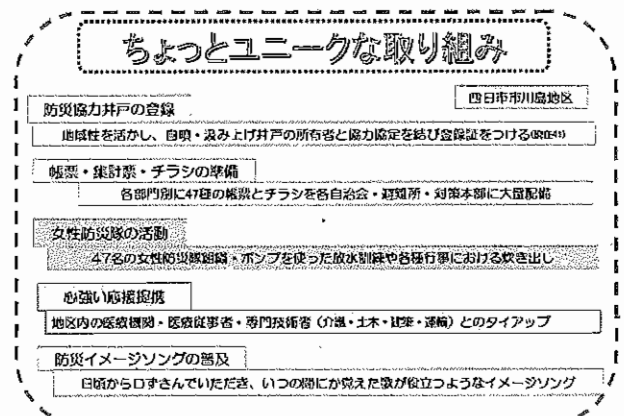 ちょっとユニークな取り組み
四日市市川島地区
防災協力井戸の登録
地域性を活かし、自噴・汲み上げ井戸の所有者と協力協定を結び登録証をつける
帳票・集計票・チラシの準備
各部門別に47種の帳票とチラシを各自治会・避難所・対策本部に大量配備
女性防災隊の活動
47名の女性防災隊組織・ポンプを使った放水訓練や各種行事における炊き出し
心強い応援提携
地区内の医療機関・医療従事者・専門技術者(介護・土木・建築・運輸)とのタイアップ
防災イメージソングの普及
日頃から口ずさんでいただき、いつの間にか覚えた歌が役立つようなイメージソング